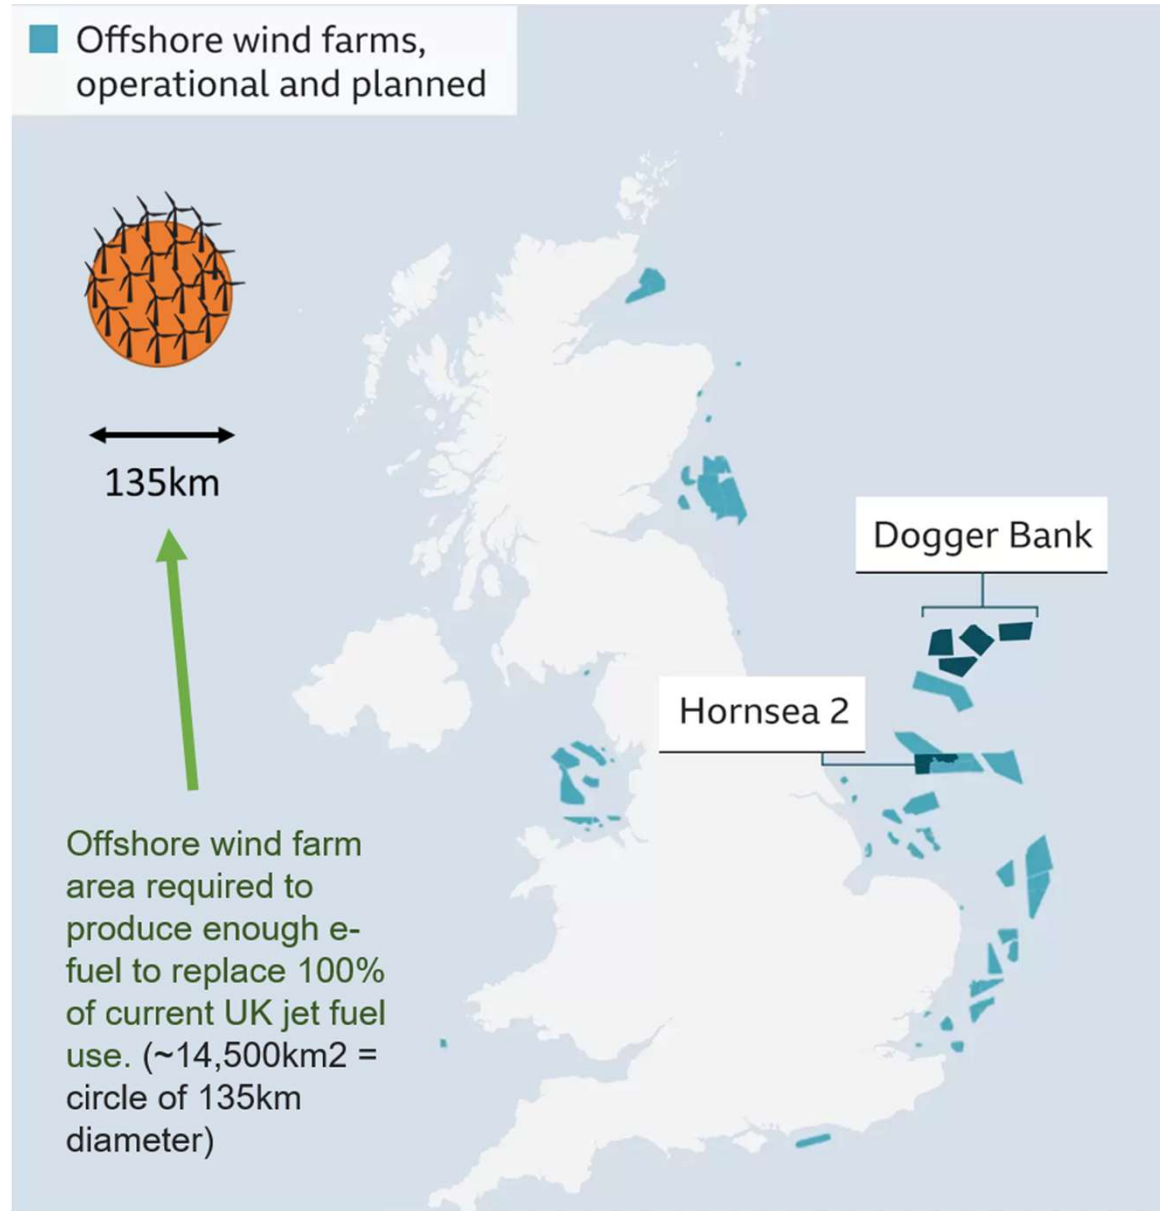 Offshore wind farms,
operational and planned
135km
Dogger Bank
Hornsea 2
Offshore wind farm
area required to
produce enough e-
fuel to replace 100%
of current UK jet fuel
use. (~14,500km2 =
circle of 135km
diameter)